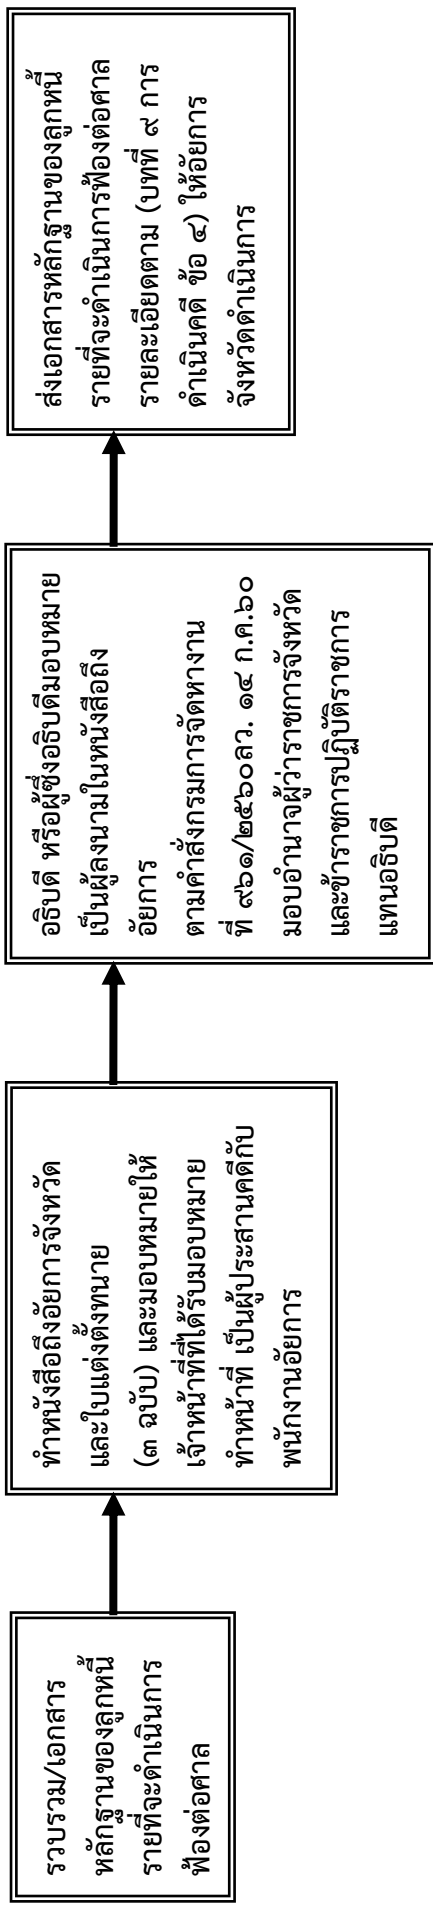 รวบรวม/เอกสาร
หลักฐานของลูกหนี้
รายที่จะดำเนินการ
ฟ้องต่อศาล
ทำหนังสือถึงอัยการจังหวัด
และใบแต่งตั้งทนาย
(๓ ฉบับ) และมอบหมายให้
เจ้าหน้าที่ที่ได้รับมอบหมาย
ทำหน้าที่ เป็นผู้ประสานคดีกับ
พนักงานอัยการ
อธิบดี หรือผู้ซึ่งอธิบดีมอบหมาย
เป็นผู้ลงนามในหนังสือถึง
อัยการ
ตามคำสั่งกรมการจัดหางาน
ที่ ๙๖๑/๒๕๖๐ลว. ๑๔ ก.ค.๖๐
มอบอำนาจผู้ว่าราชการจังหวัด
และข้าราชการปฏิบัติราชการ
แทนอธิบดี
ส่งเอกสารหลักฐานของลูกหนี้
รายที่จะดำเนินการฟ้องต่อศาล
รายละเอียดตาม (บทที่ ๙ การ
ดำเนินคดี ข้อ ๔) ให้อัยการ
จังหวัดดำเนินการ